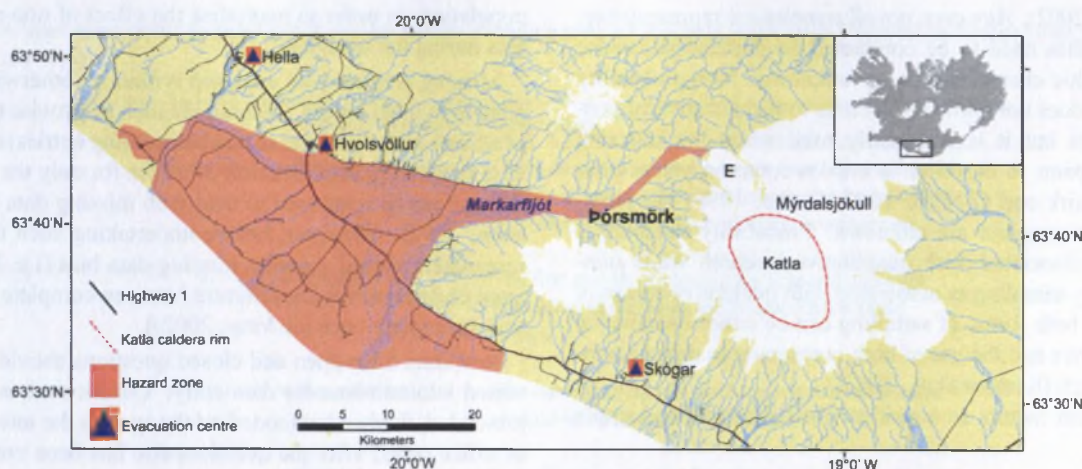 20°0'W
63°50'N
Hella
Hvolsvöllur
E
Markarfljót
Þórsmörk
Mýrdalsjökull
63°40'N
63°40'N
Katla
Highway 1
Katla caldera rim
Hazard zone
Evacuation centre
0 5 10 20
Kilometers
Skógar
63°30'N
63°30'N
20°0'W
19°0' W